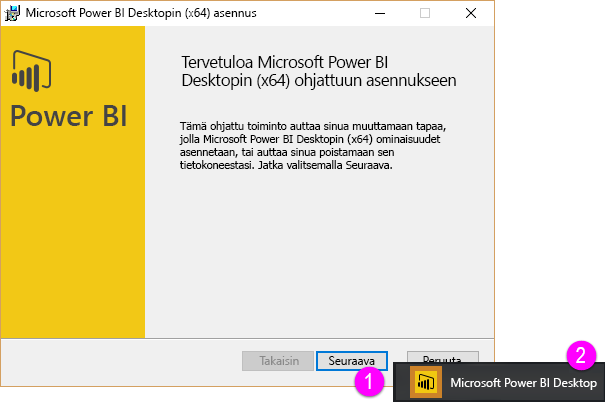 Microsoft Power BI Desktopin (x64) asennus
Power BI
Tervetuloa Microsoft Power BI
Desktopin (x64) ohjattuun asennukseen
Tämä ohjattu toiminto auttaa sinua muuttamaan tapaa,
jolla Microsoft Power BI Desktopin (x64) ominaisuudet
asennetaan, tai auttaa sinua poistamaan sen
tietokoneestasi. Jatka valitsemalla Seuraava.
Takaisin
Seuraava
Peruuta
1
2
Microsoft Power BI Desktop